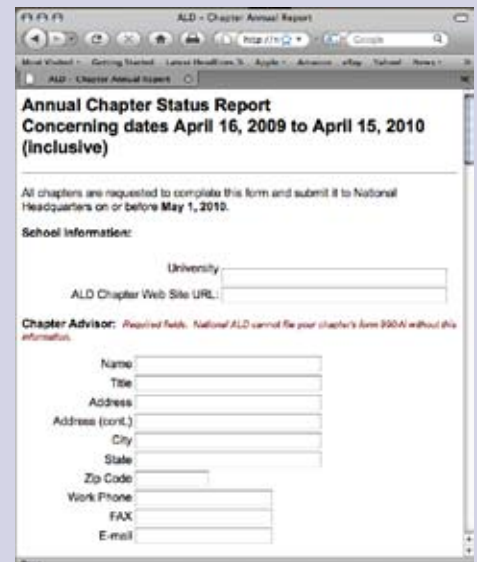 ALD - Chapter Annual Report
http://n
Google
Most Visited Getting Started Latest Headlines Apple Amazon eBay Yahoo! News
ALD - Chapter Annual Report
Annual Chapter Status Report
Concerning dates April 16, 2009 to April 15, 2010
(inclusive)
All chapters are requested to complete this form and submit it to National
Headquarters on or before May 1, 2010.
School Information:
University
ALD Chapter Web Site URL:
Chapter Advisor: Required fields. National ALD cannot file your chapter's form 990-N without this
information.
Name
Title
Address
Address (cont.)
City
State
Zip Code
Work Phone
FAX
E-mail